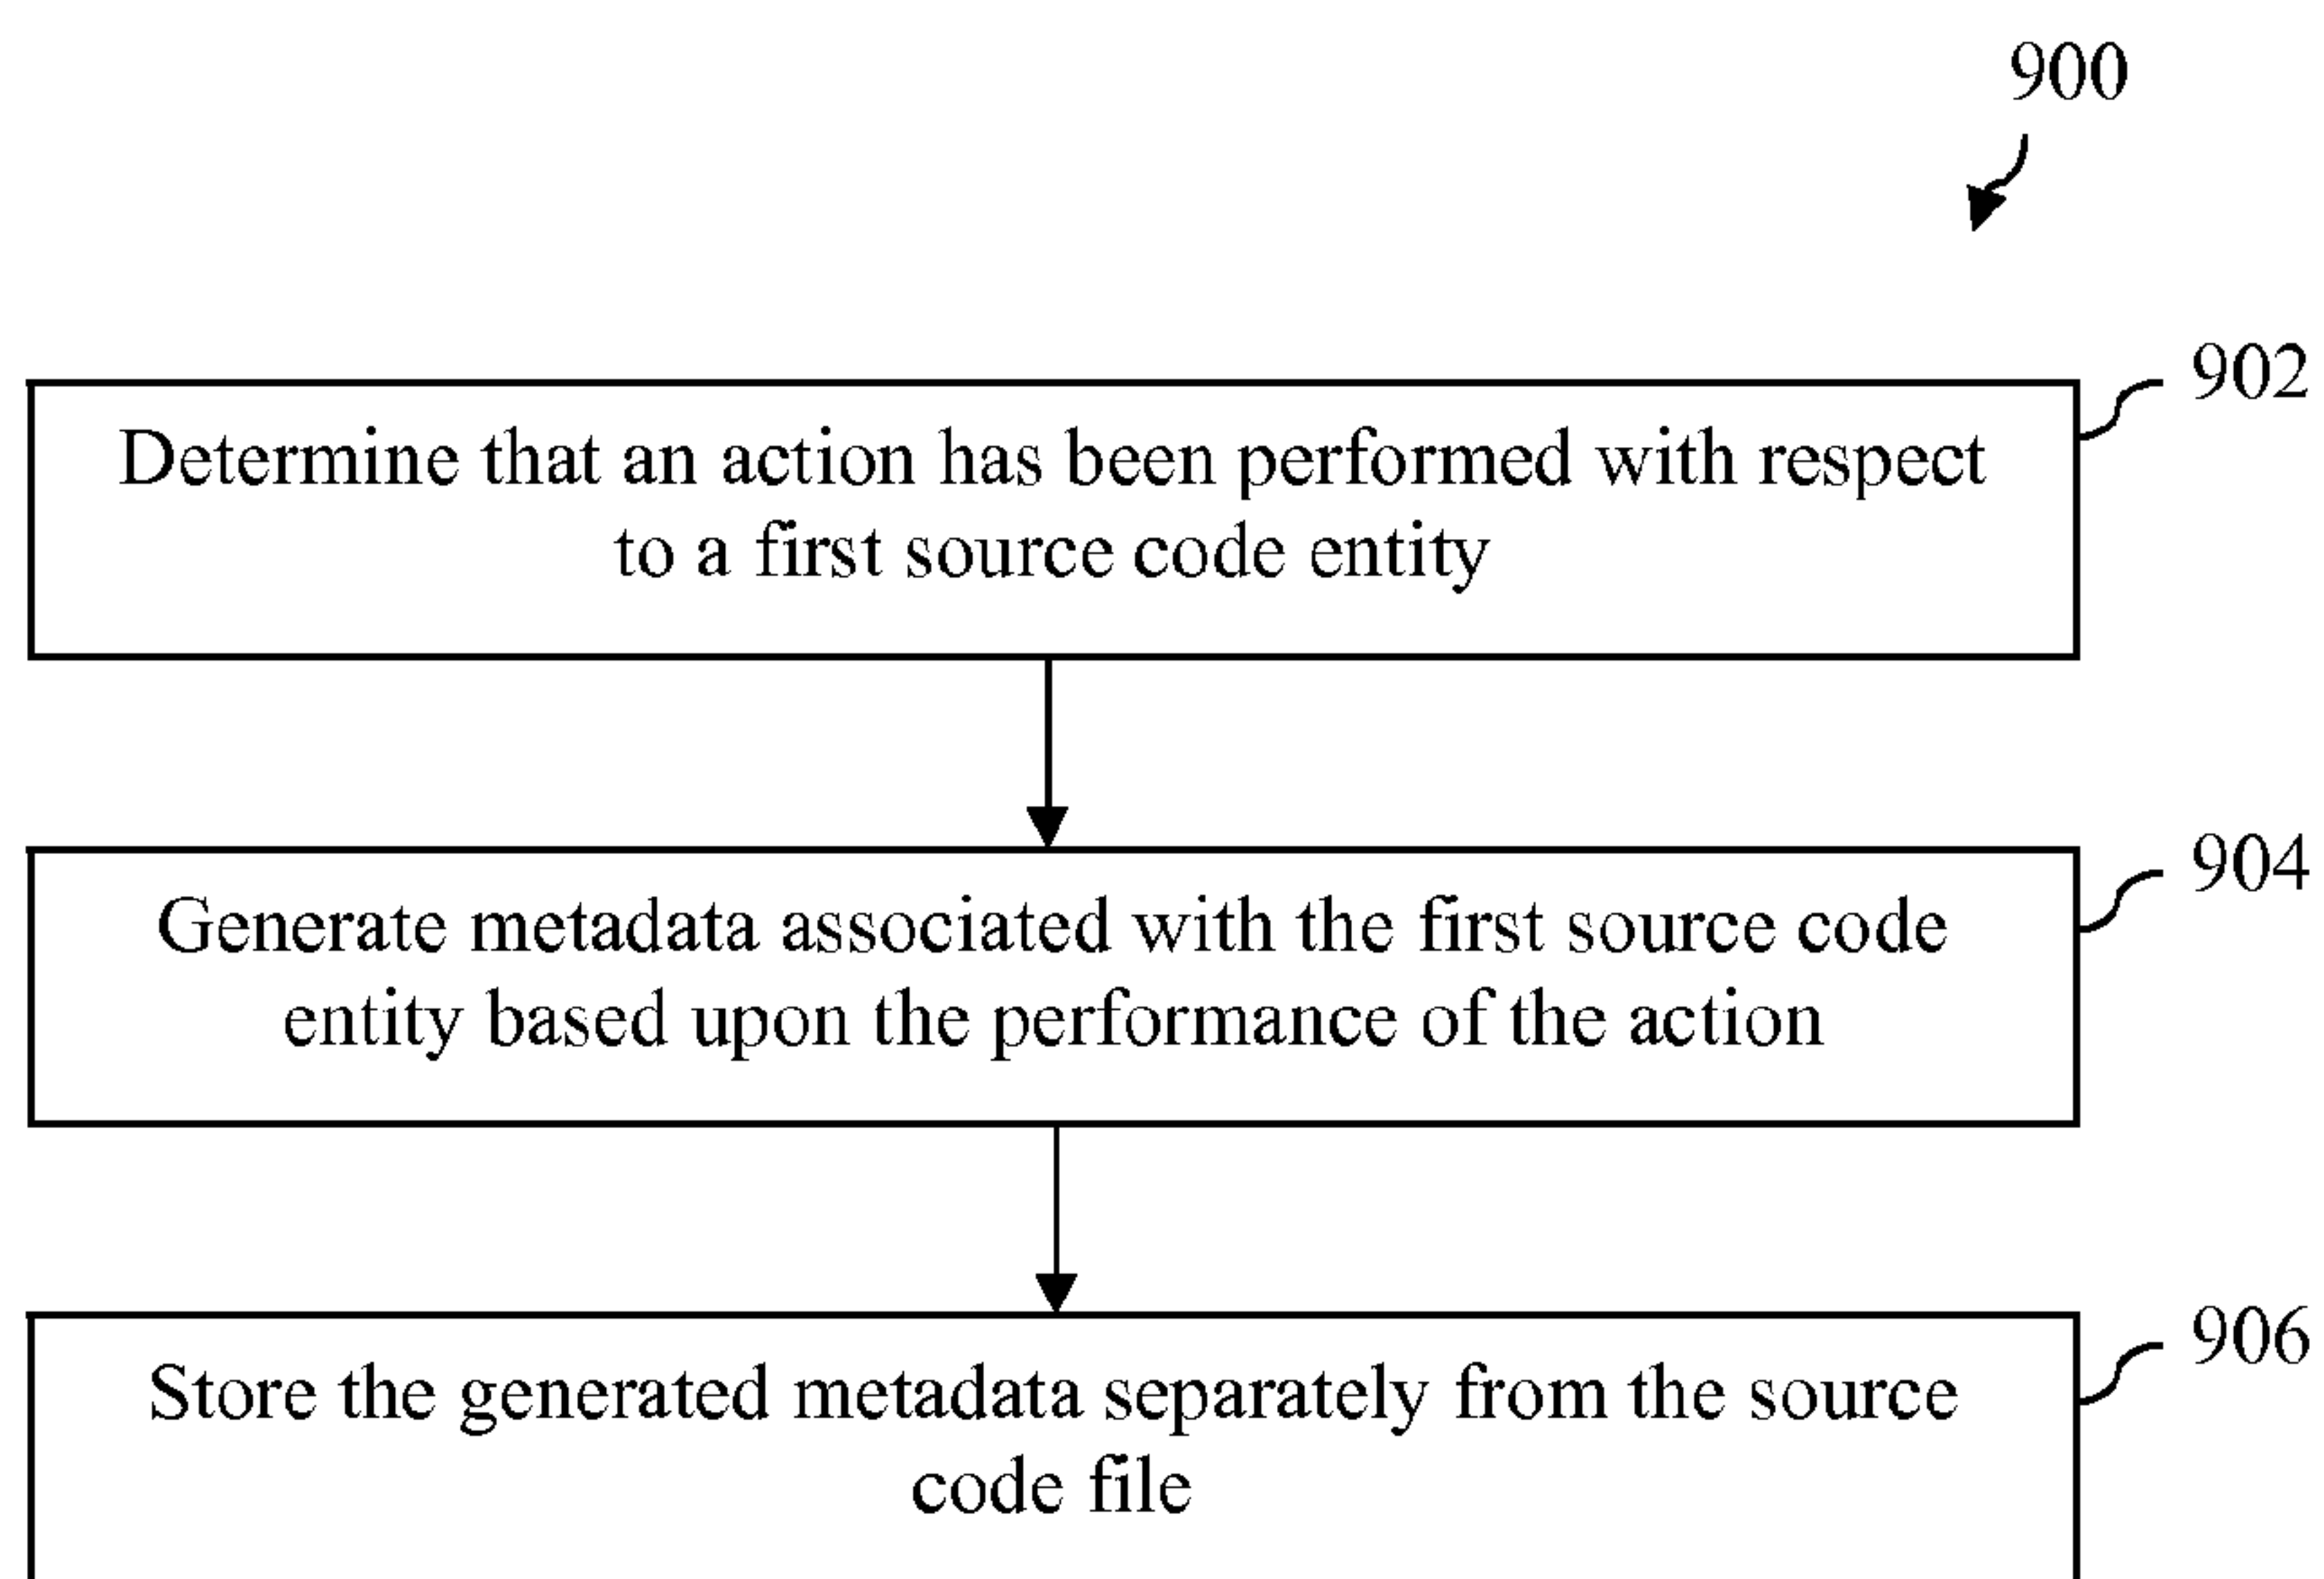 900
902
Determine that an action has been performed with respect
to a first source code entity
904
Generate metadata associated with the first source code
entity based upon the performance of the action
906
Store the generated metadata separately from the source
code file